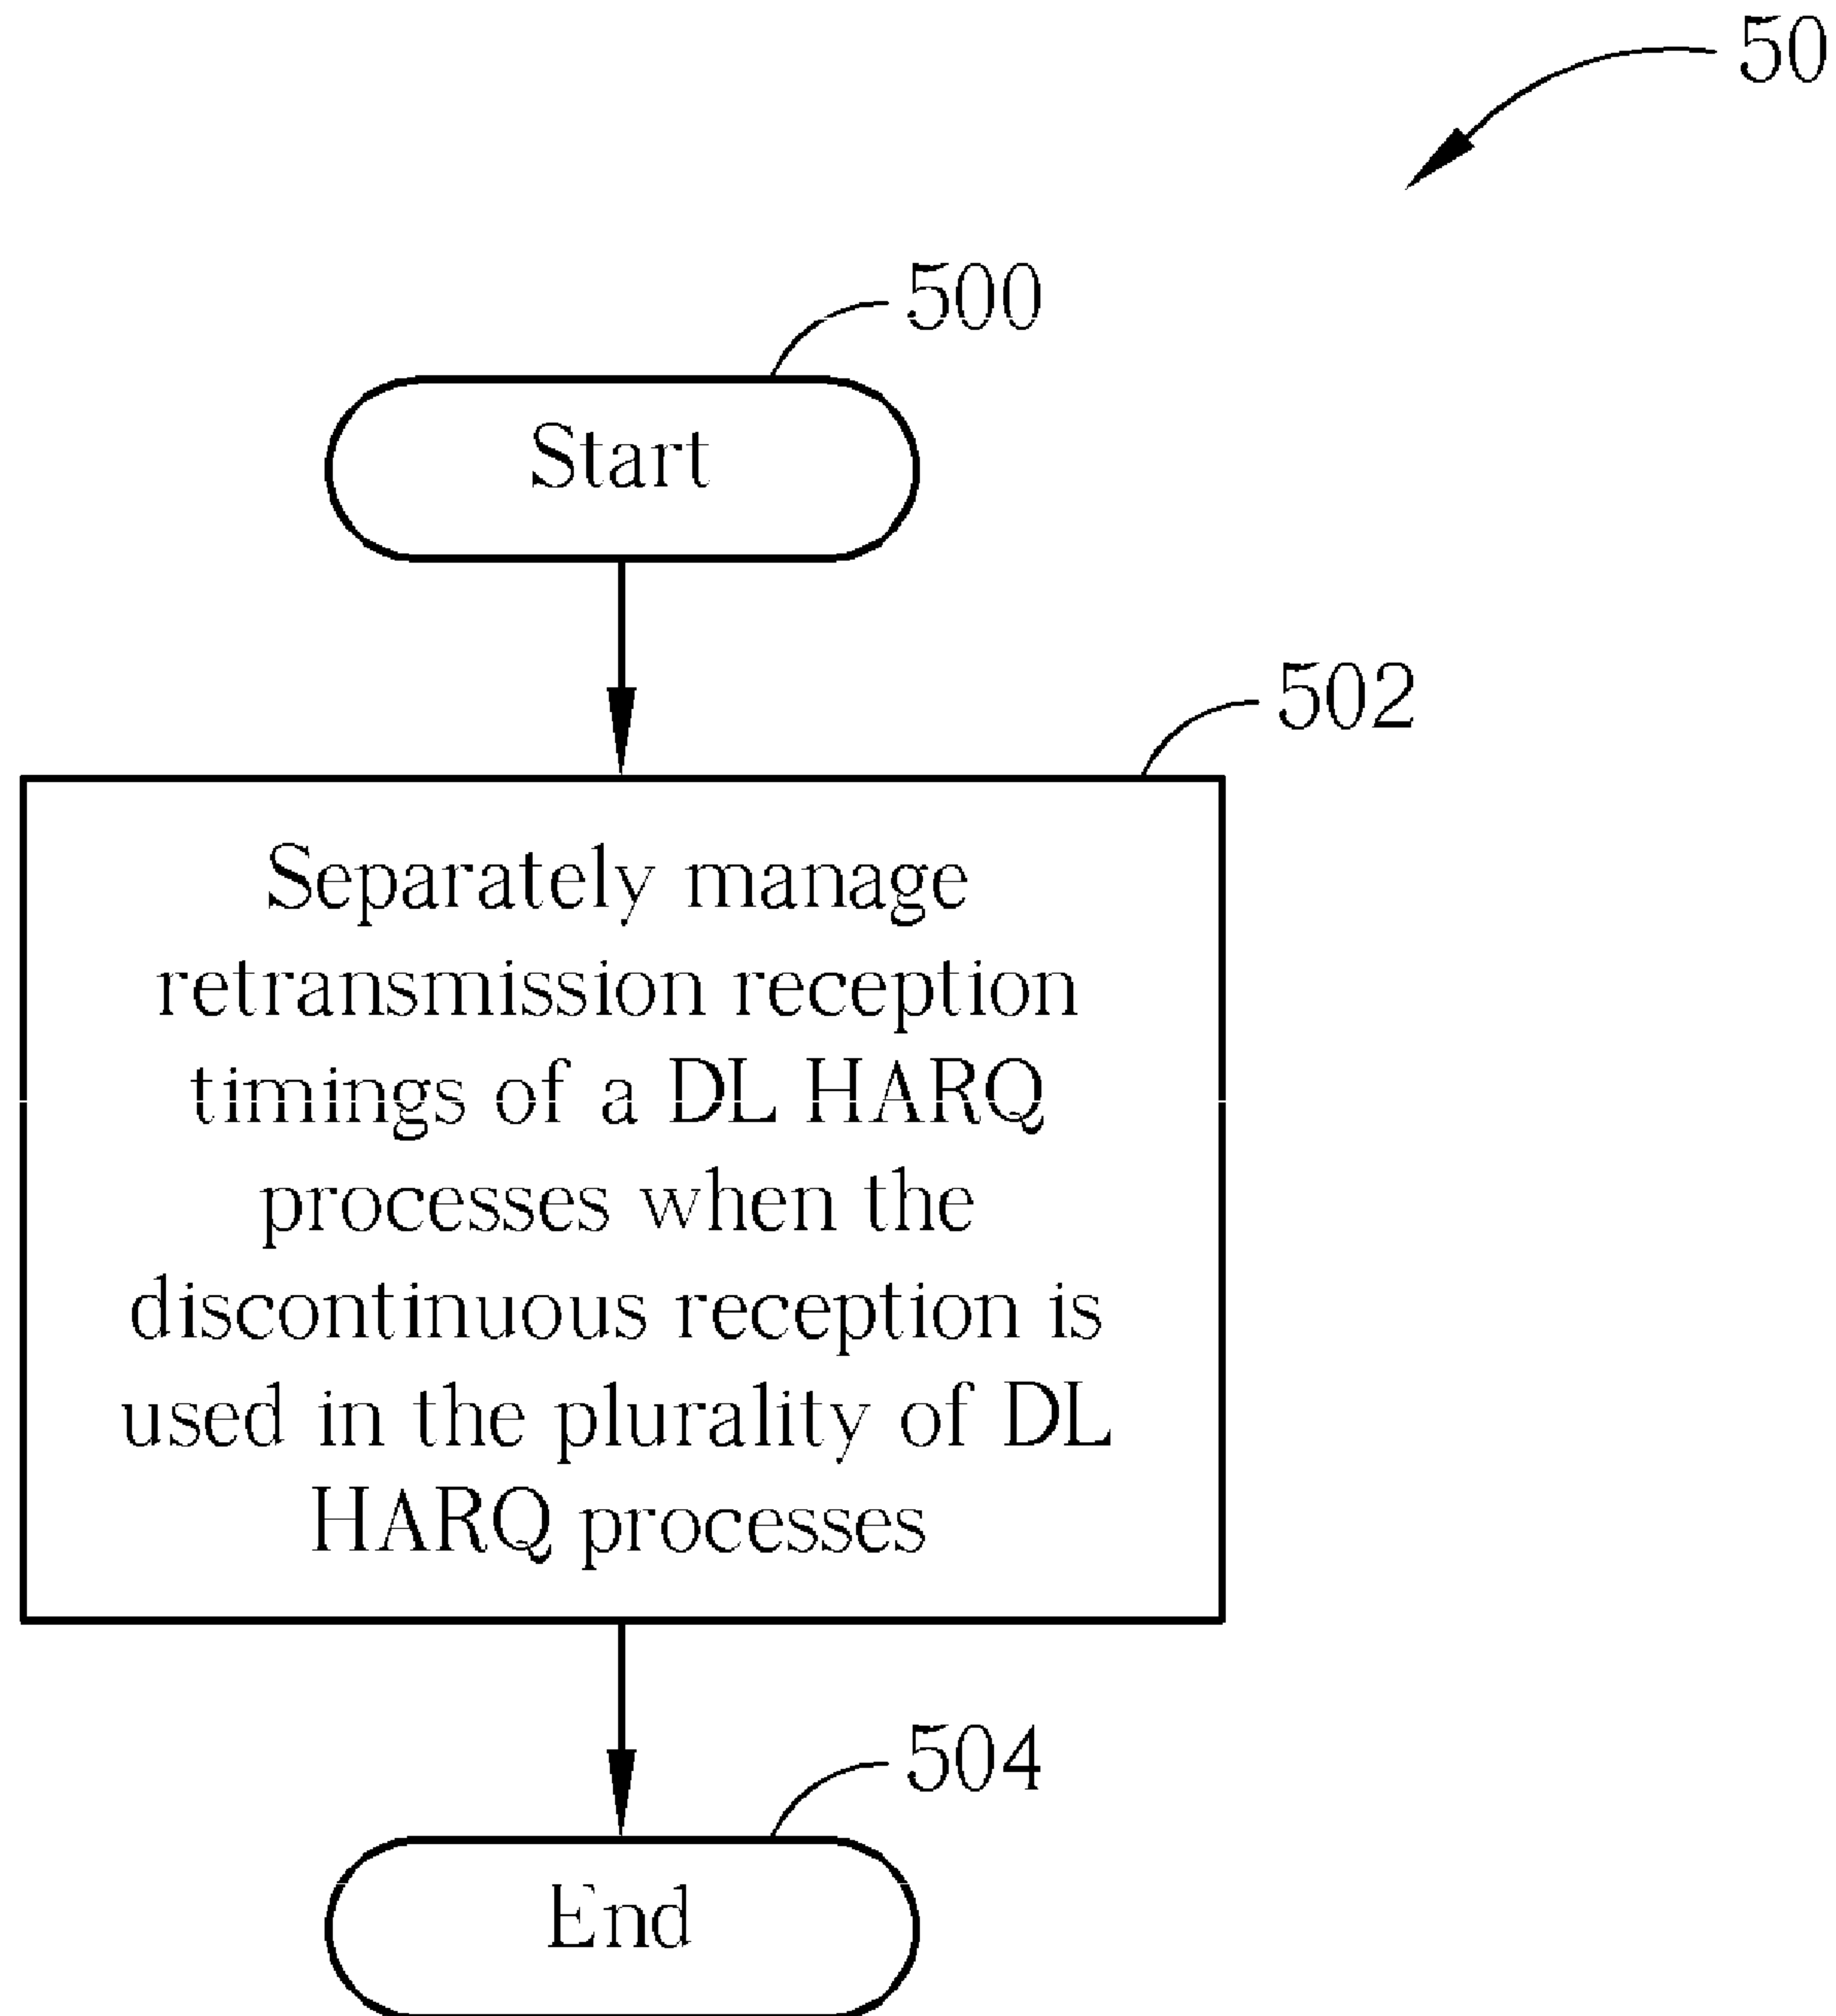 50
500
Start
502
Separately manage
retransmission reception
timings of a DL HARQ
processes when the
discontinuous reception is
used in the plurality of DL
HARQ processes
504
End